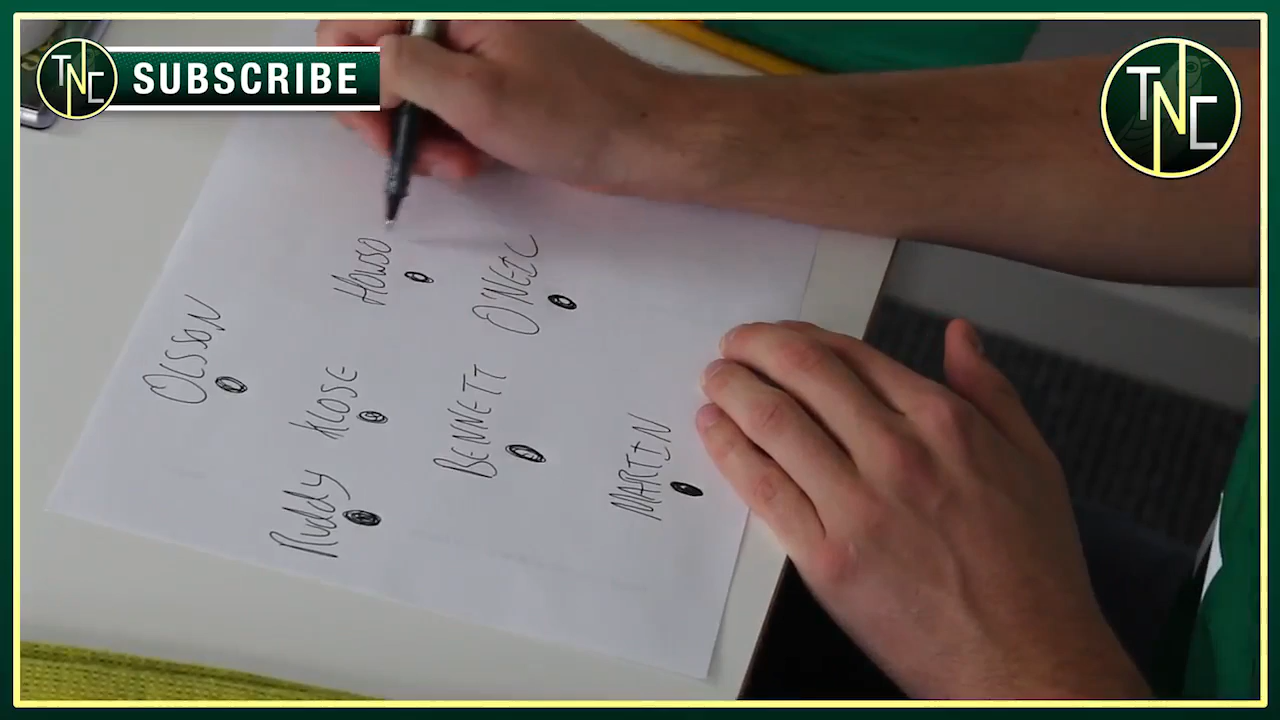 TNC
SUBSCRIBE
TNC
OLSSON
HOWSO
KLOSE
O'NEIL
Ruddy
BENNETT
MARTIN